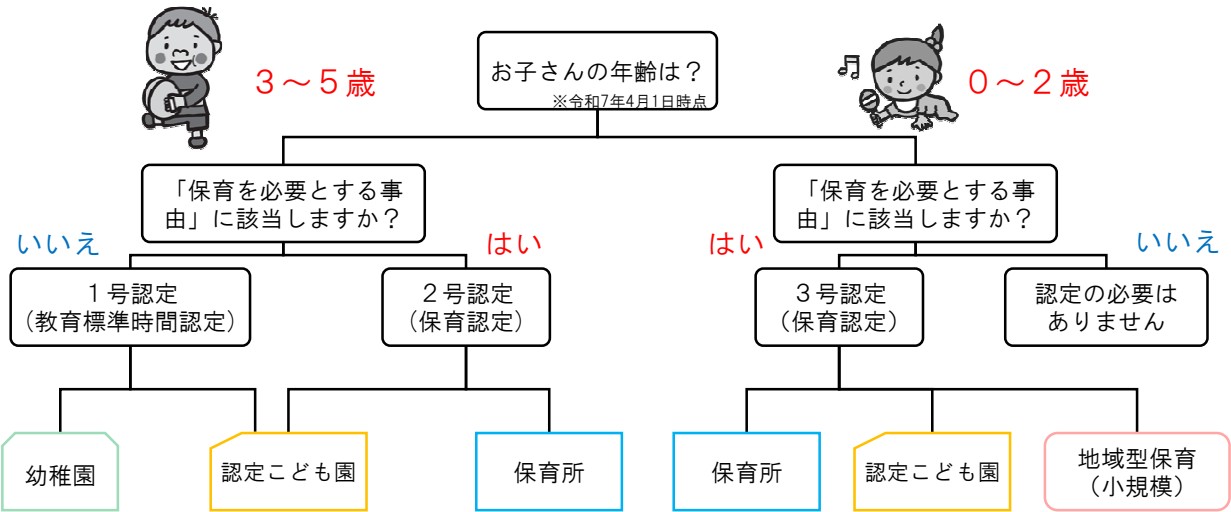 お子さんの年齢は？
※令和7年4月1日時点
３～５歳
０～２歳
「保育を必要とする事
由」に該当しますか？
「保育を必要とする事
由」に該当しますか？
いいえ
はい
はい
いいえ
１号認定
（教育標準時間認定）
２号認定
（保育認定）
３号認定
（保育認定）
認定の必要は
ありません
幼稚園
認定こども園
保育所
保育所
認定こども園
地域型保育
（小規模）